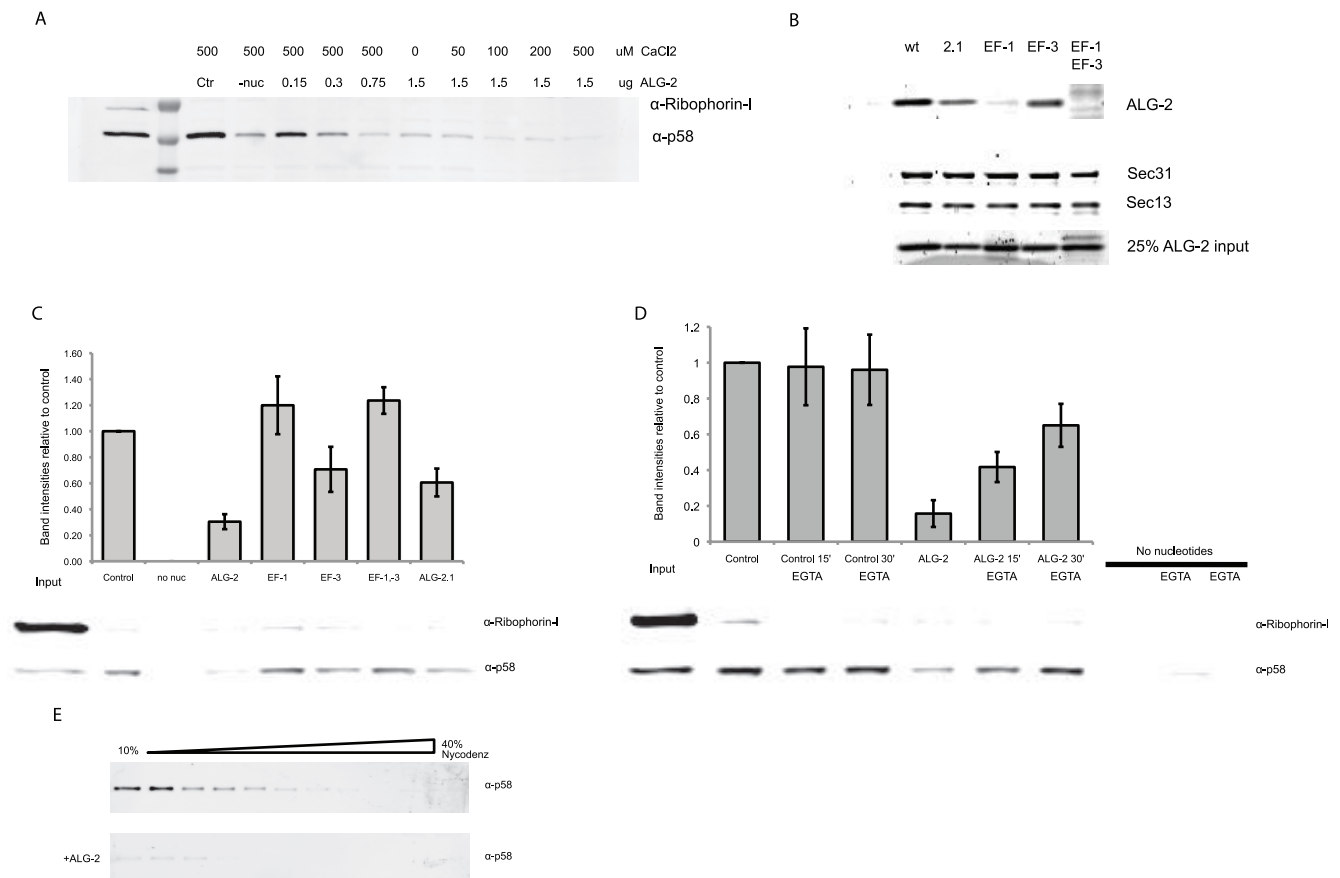 A
500 500 500 500 500 0 50 100 200 500 uM CaCl2
Ctr -nuc 0.15 0.3 0.75 1.5 1.5 1.5 1.5 1.5 ug ALG-2
α-Ribophorin-I
α-p58
B
wt 2.1 EF-1 EF-3 EF-1
EF-3
ALG-2
Sec31
Sec13
25% ALG-2 input
C
Band intensities relative to control
1.60
1.40
1.20
1.00
0.80
0.60
0.40
0.20
0.00
Input Control no nuc ALG-2 EF-1 EF-3 EF-1,-3 ALG-2.1
α-Ribophorin-I
α-p58
D
Band intensities relative to control
1.2
1
0.8
0.6
0.4
0.2
0
No nucleotides
Input Control Control 15' Control 30' ALG-2 ALG-2 15' ALG-2 30'
EGTA EGTA EGTA EGTA EGTA EGTA
α-Ribophorin-I
α-p58
E
10% 40%
Nycodenz
α-p58
+ALG-2 α-p58